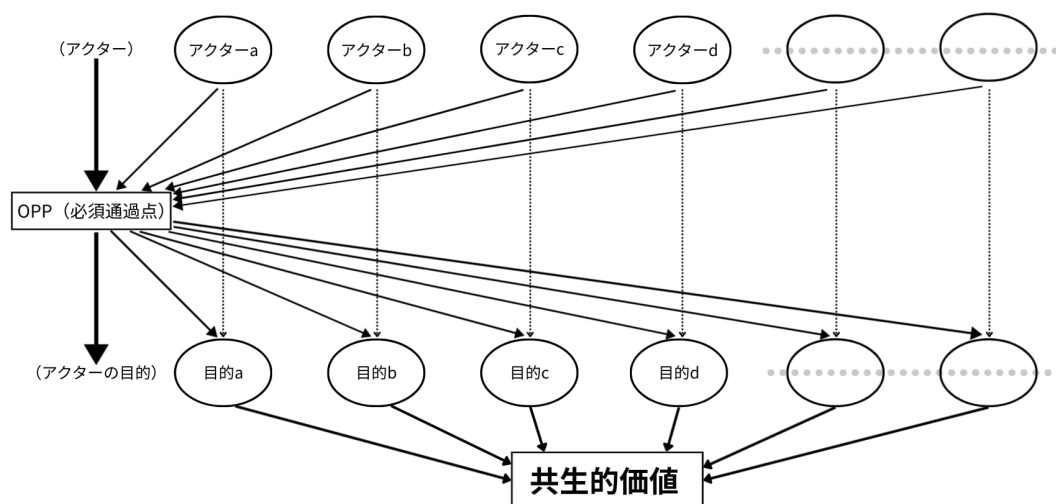 （アクター）
アクターa
アクターb
アクターc
アクターd
OPP（必須通過点）
（アクターの目的）
目的a
目的b
目的c
目的d
共生的価値